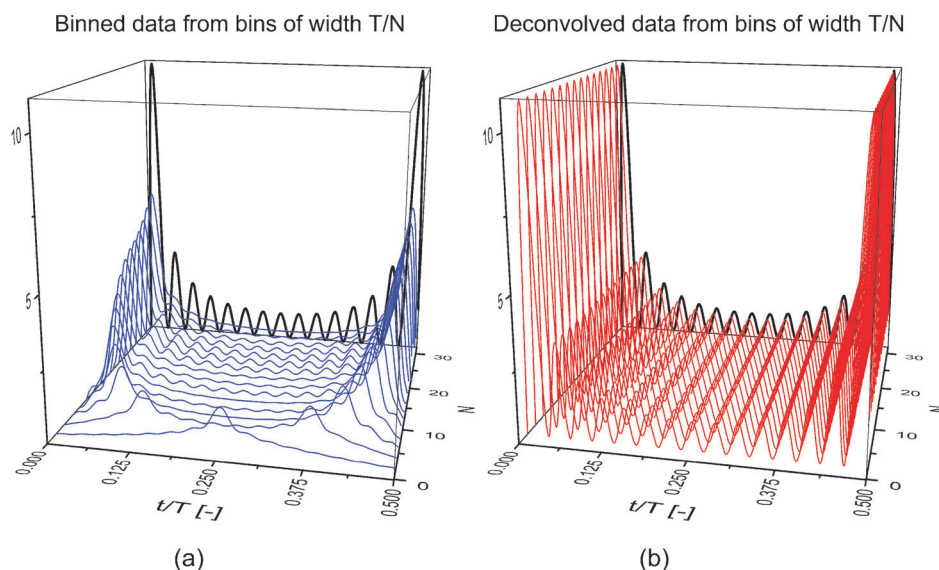 Binned data from bins of width T/N
Deconvolved data from bins of width T/N
10
5
0.000
0.125
0.250
0.375
0.500
t/T [-]
0
10
20
30
N
(a)
10
5
0.000
0.125
0.250
0.375
0.500
t/T [-]
0
10
20
30
N
(b)